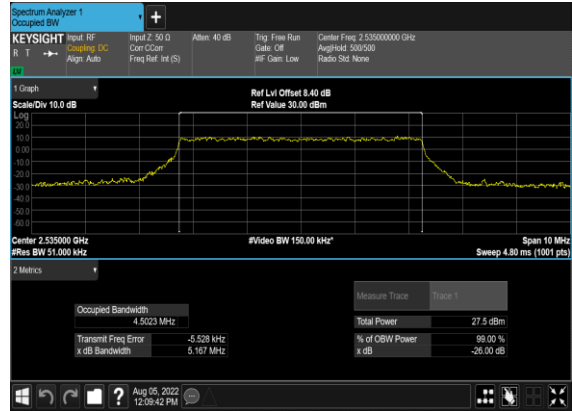 Spectrum Analyzer 1
Occupied BW
+
KEYSIGHT
R T
LV
Input: RF
Coupling: DC
Align: Auto
Input Z: 50 Ω
Corr CCorr
Freq Ref: Int (S)
Atten: 40 dB
Trig: Free Run
Gate: Off
#IF Gain: Low
Center Freq: 2.535000000 GHz
Avg|Hold: 500/500
Radio Std: None
1 Graph
Scale/Div 10.0 dB
Ref Lvl Offset 8.40 dB
Ref Value 30.00 dBm
Log
20.0
10.0
0.00
-10.0
-20.0
-30.0
-40.0
-50.0
-60.0
Center 2.535000 GHz
#Res BW 51.000 kHz
#Video BW 150.00 kHz*
Span 10 MHz
Sweep 4.80 ms (1001 pts)
2 Metrics
Measure Trace Trace 1
Occupied Bandwidth
4.5023 MHz
Total Power 27.5 dBm
Transmit Freq Error -5.528 kHz
% of OBW Power 99.00 %
x dB Bandwidth 5.167 MHz
x dB -26.00 dB
?
Aug 05, 2022
12:09:42 PM